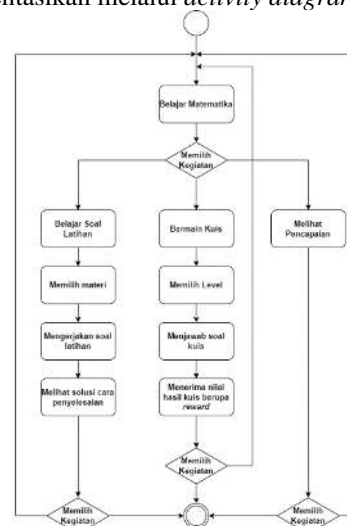 entasikan melalui activity diagram
Belajar Matematika
Memilih
Kegiatan
Belajar Soal
Latihan
Bermain Kuis
Melihat
Pencapaian
Memilih materi
Memilih Level
Mengerjakan soal
latihan
Menjawab soal
kuis
Melihat solusi cara
penyelesaian
Menerima nilai
hasil kuis berupa
reward
Memilih
Kegiatan
Memilih
Kegiatan
Memilih
Kegiatan